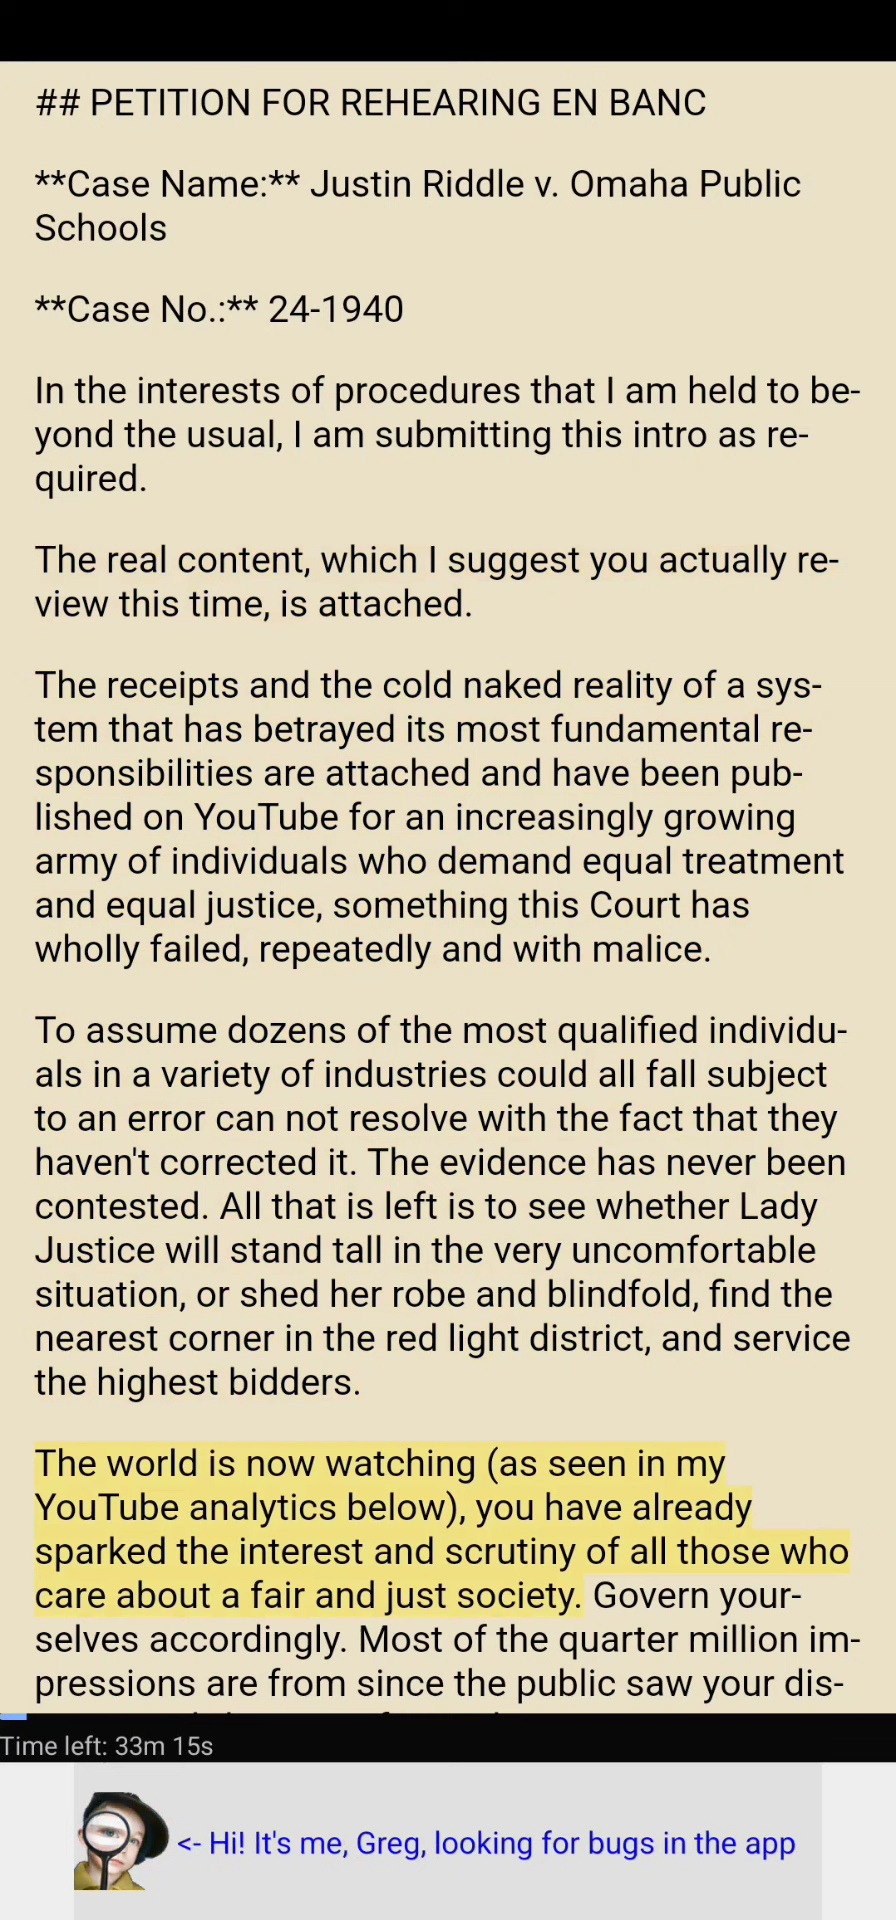 ## PETITION FOR REHEARING EN BANC
**Case Name:** Justin Riddle v. Omaha Public
Schools
**Case No.:** 24-1940
In the interests of procedures that I am held to be-
yond the usual, I am submitting this intro as re-
quired.
The real content, which I suggest you actually re-
view this time, is attached.
The receipts and the cold naked reality of a sys-
tem that has betrayed its most fundamental re-
sponsibilities are attached and have been pub-
lished on YouTube for an increasingly growing
army of individuals who demand equal treatment
and equal justice, something this Court has
wholly failed, repeatedly and with malice.
To assume dozens of the most qualified individu-
als in a variety of industries could all fall subject
to an error can not resolve with the fact that they
haven't corrected it. The evidence has never been
contested. All that is left is to see whether Lady
Justice will stand tall in the very uncomfortable
situation, or shed her robe and blindfold, find the
nearest corner in the red light district, and service
the highest bidders.
The world is now watching (as seen in my
YouTube analytics below), you have already
sparked the interest and scrutiny of all those who
care about a fair and just society. Govern your-
selves accordingly. Most of the quarter million im-
pressions are from since the public saw your dis-
Time left: 33m 15s
<- Hi! It's me, Greg, looking for bugs in the app